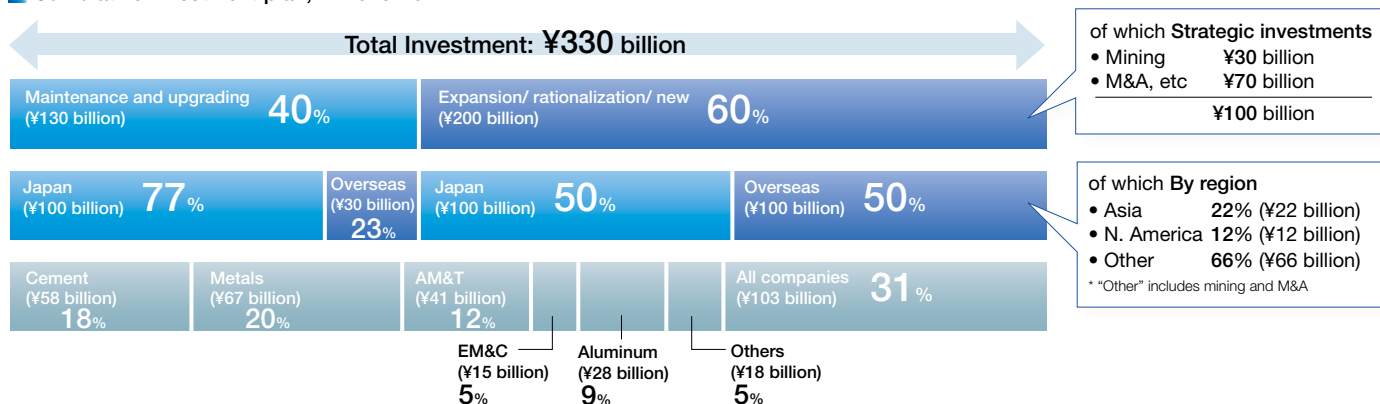 Total Investment: ¥330 billion
of which Strategic investments
• Mining ¥30 billion
• M&A, etc ¥70 billion
¥100 billion
Maintenance and upgrading
(¥130 billion)
40%
Expansion/ rationalization/ new
(¥200 billion)
60%
Japan
(¥100 billion)
77%
Overseas
(¥30 billion)
23%
Japan
(¥100 billion)
50%
Overseas
(¥100 billion)
50%
of which By region
• Asia 22% (¥22 billion)
• N. America 12% (¥12 billion)
• Other 66% (¥66 billion)
* "Other" includes mining and M&A
Cement
(¥58 billion)
18%
Metals
(¥67 billion)
20%
AM&T
(¥41 billion)
12%
All companies
(¥103 billion)
31%
EM&C
(¥15 billion)
5%
Aluminum
(¥28 billion)
9%
Others
(¥18 billion)
5%